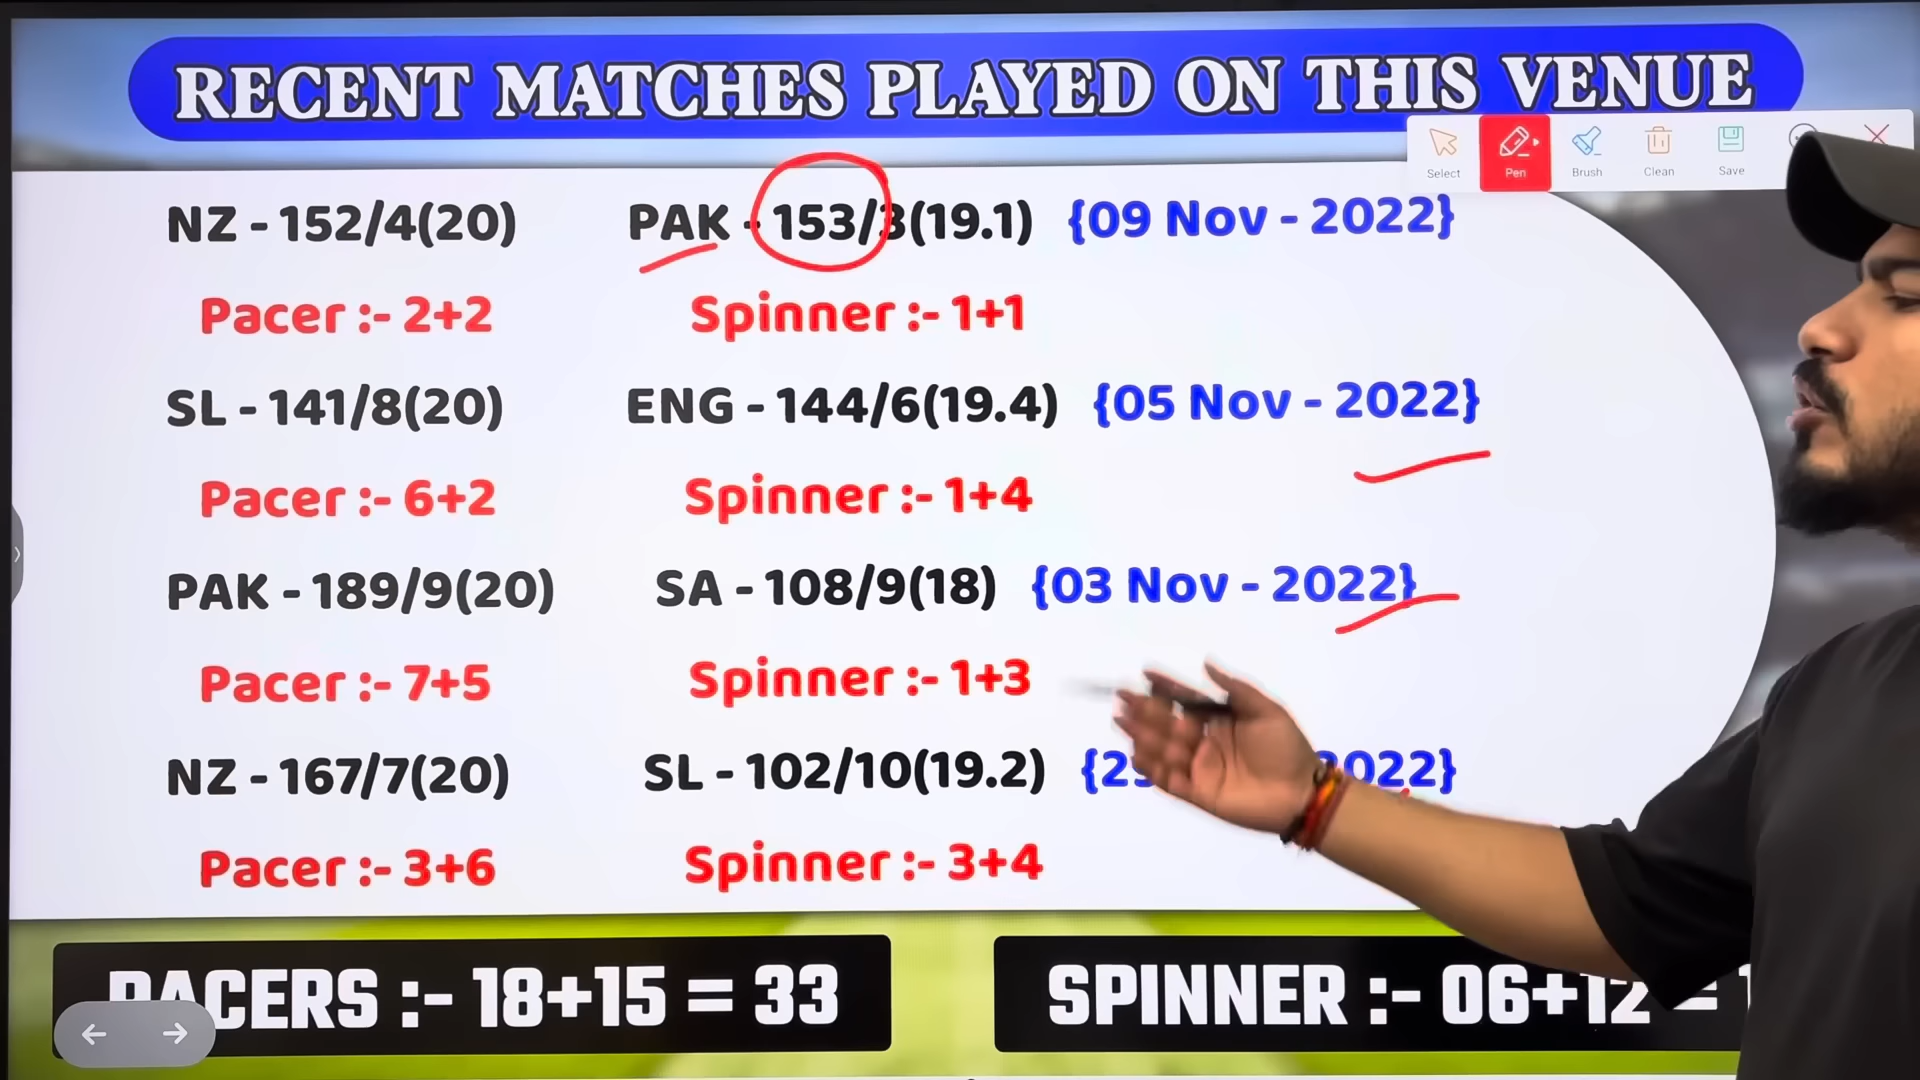 RECENT MATCHES PLAYED ON THIS VENUE
Select Pen Brush Clean Save
NZ - 152/4(20) PAK - 153/3(19.1) {09 Nov - 2022}
Pacer :- 2+2 Spinner :- 1+1
SL - 141/8(20) ENG - 144/6(19.4) {05 Nov - 2022}
Pacer :- 6+2 Spinner :- 1+4
PAK - 189/9(20) SA - 108/9(18) {03 Nov - 2022}
Pacer :- 7+5 Spinner :- 1+3
NZ - 167/7(20) SL - 102/10(19.2) 2022}
Pacer :- 3+6 Spinner :- 3+4
PACERS :- 18+15 = 33 SPINNER :- 06+12 =